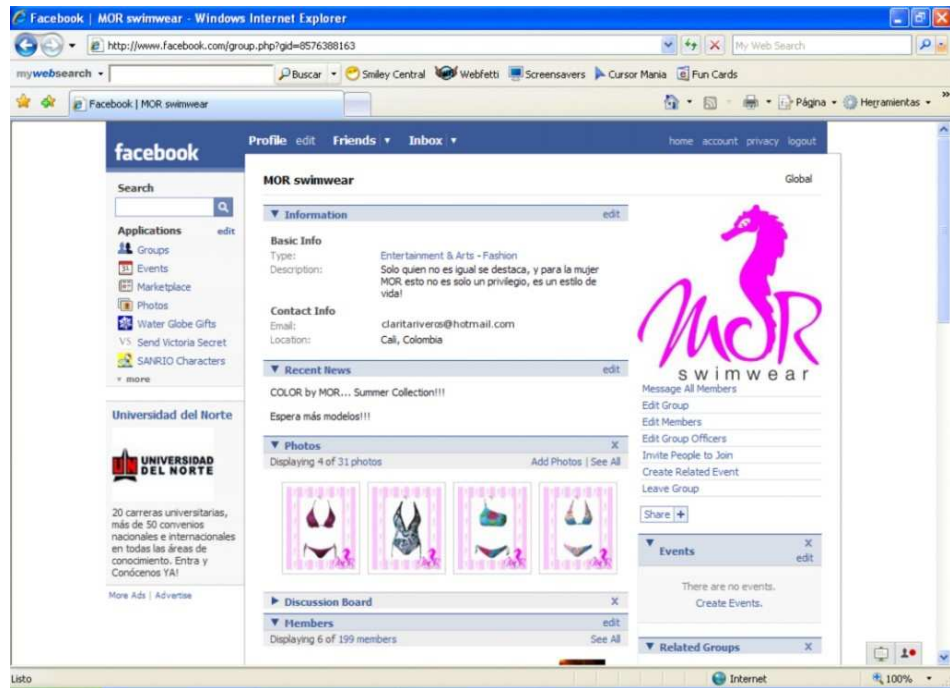 Facebook | MOR swimwear - Windows Internet Explorer
http://www.facebook.com/group.php?gid=8576388163
My Web Search
mywebsearch
Buscar
Smiley Central
Webfetti
Screensavers
Cursor Mania
Fun Cards
Facebook | MOR swimwear
Página
Herramientas
facebook
Profile edit Friends Inbox
home account privacy logout
Search
Applications edit
Groups
Events
Marketplace
Photos
Water Globe Gifts
VS Send Victoria Secret
SANRIO Characters
more
Universidad del Norte
UNIVERSIDAD
DEL NORTE
20 carreras universitarias,
más de 50 convenios
nacionales e internacionales
en todas las áreas de
conocimiento. Entra y
Conócenos YA!
More Ads | Advertise
MOR swimwear
Global
Information edit
Basic Info
Type: Entertainment & Arts - Fashion
Description: Solo quien no es igual se destaca, y para la mujer
MOR esto no es solo un privilegio, es un estilo de
vida!
Contact Info
Email: claritariveros@hotmail.com
Location: Cali, Colombia
Recent News edit
COLOR by MOR... Summer Collection!!!
Espera más modelos!!!
Photos X
Displaying 4 of 31 photos Add Photos | See All
Discussion Board X
Members edit
Displaying 6 of 199 members See All
MOR
swimwear
Message All Members
Edit Group
Edit Members
Edit Group Officers
Invite People to Join
Create Related Event
Leave Group
Share +
Events X
edit
There are no events.
Create Events.
Related Groups X
1
Listo
Internet
100%